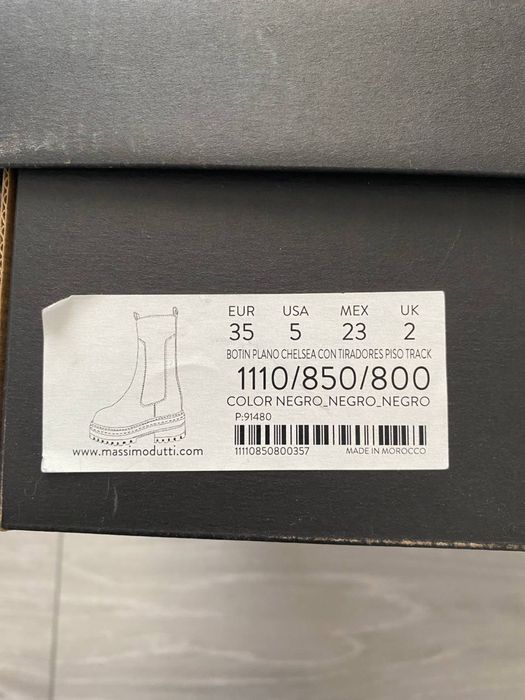 EUR USA MEX UK
35 5 23 2
BOTIN PLANO CHELSEA CON TIRADORES PISO TRACK
1110/850/800
COLOR NEGRO_NEGRO_NEGRO
P:91480
www.massimodutti.com 11110850800357 MADE IN MOROCCO